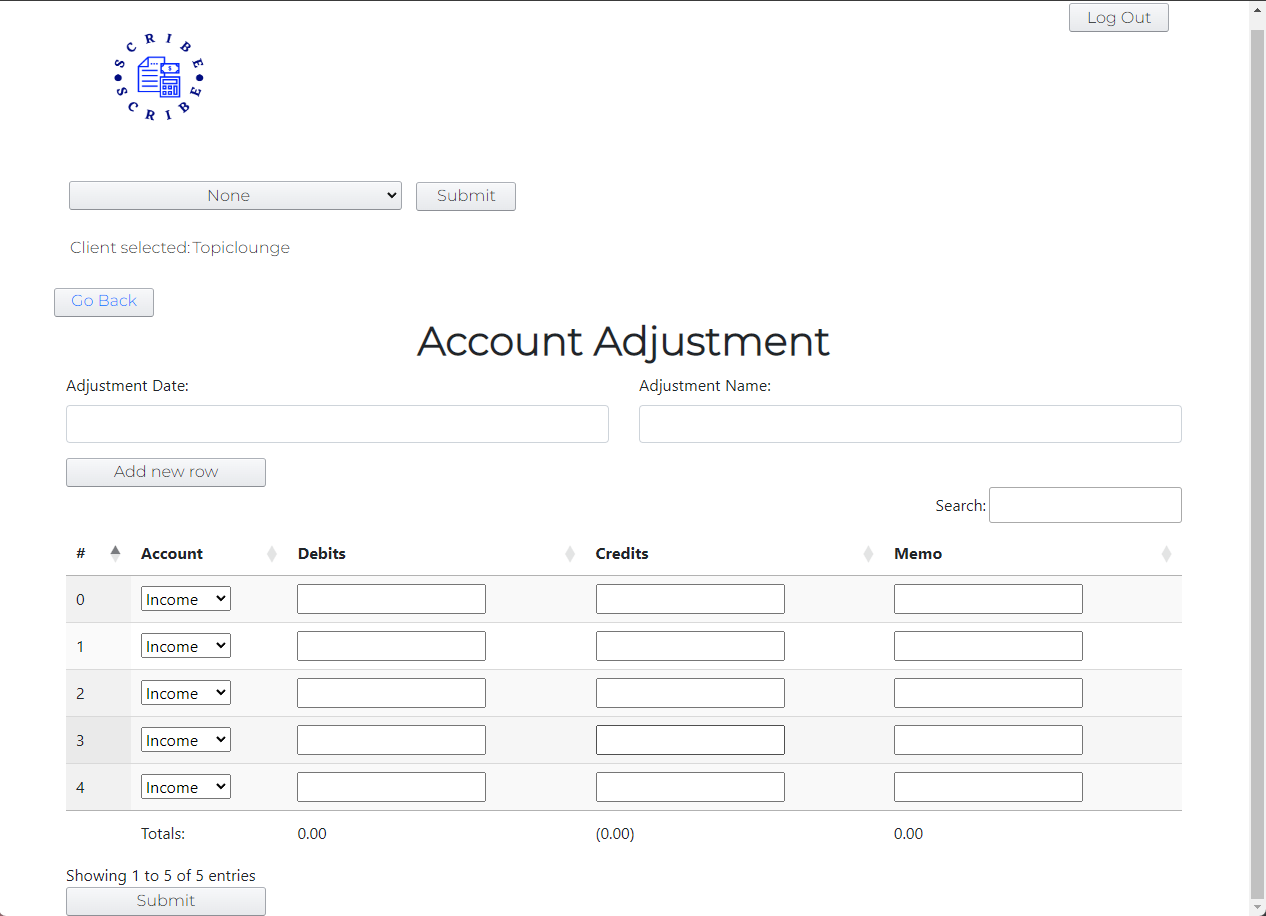 Log Out
SCRIBE
SCRIBE
$
None
Submit
Client selected:Topiclounge
Go Back
Account Adjustment
Adjustment Date: Adjustment Name:
Add new row
Search:
# Account Debits Credits Memo
0 Income
1 Income
2 Income
3 Income
4 Income
Totals: 0.00 (0.00) 0.00
Showing 1 to 5 of 5 entries
Submit